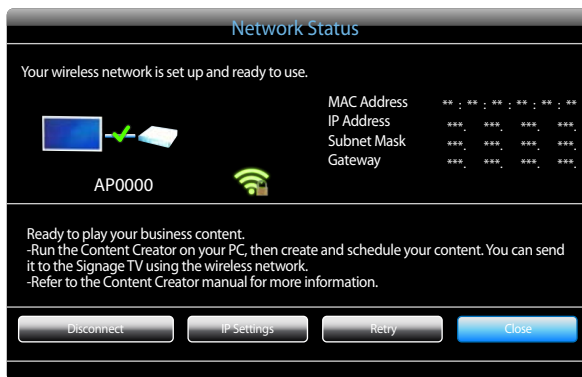 Network Status
Your wireless network is set up and ready to use.
MAC Address ** : ** : ** : ** : ** : **
IP Address ***. ***. ***. ***.
Subnet Mask ***. ***. ***. ***.
Gateway ***. ***. ***. ***.
AP0000
Ready to play your business content.
-Run the Content Creator on your PC, then create and schedule your content. You can send
it to the Signage TV using the wireless network.
-Refer to the Content Creator manual for more information.
Disconnect IP Settings Retry Close